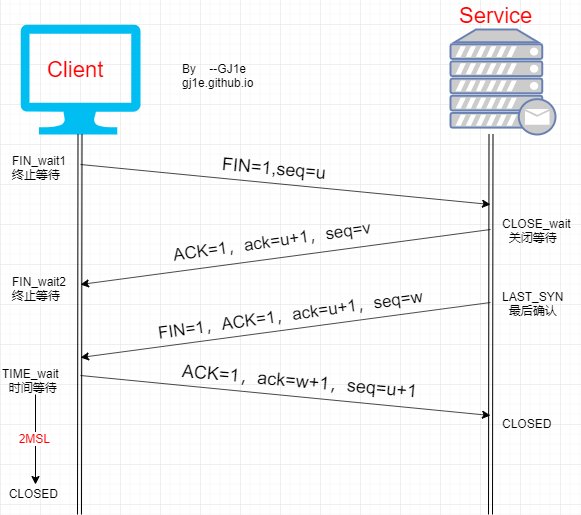 Service
Client
By --GJ1e
gj1e.github.io
FIN_wait1
终止等待
FIN=1,seq=u
CLOSE_wait
关闭等待
ACK=1，ack=u+1，seq=v
FIN_wait2
终止等待
LAST_SYN
最后确认
FIN=1，ACK=1，ack=u+1，seq=w
TIME_wait
时间等待
ACK=1，ack=w+1，seq=u+1
CLOSED
2MSL
CLOSED